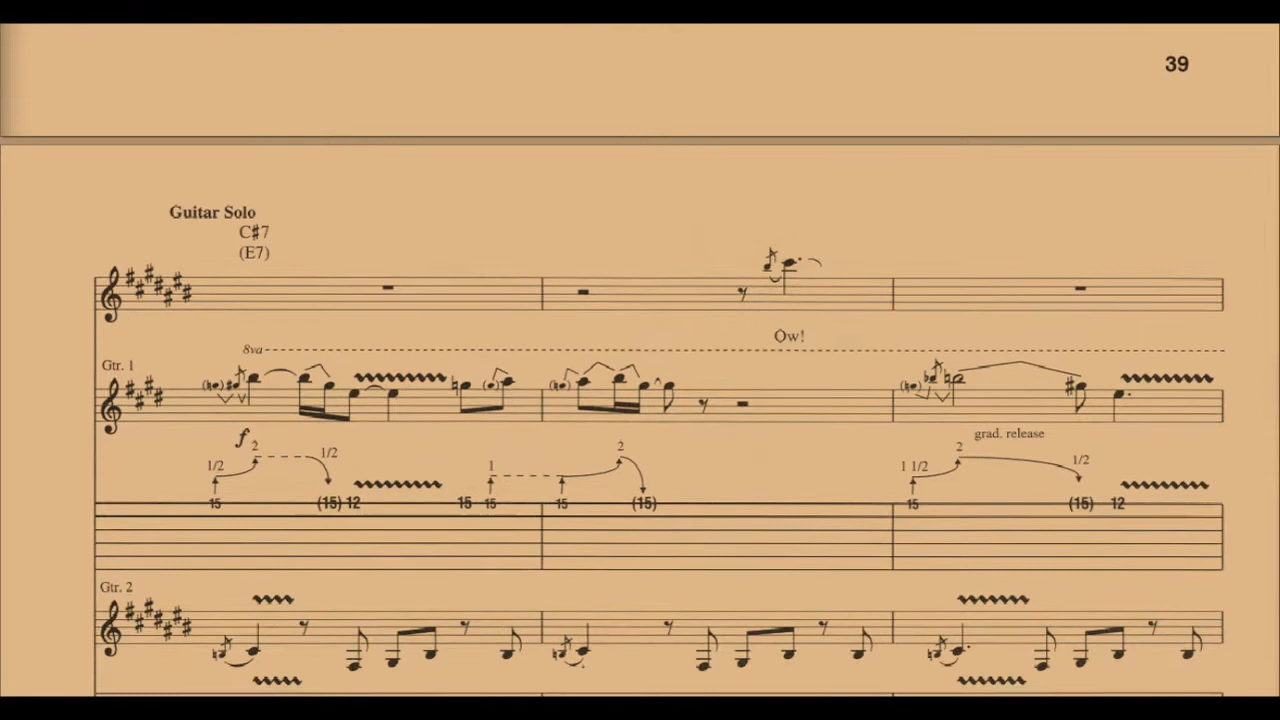 39
Guitar Solo
C♯7
(E7)
Ow!
8va
Gtr. 1
f
grad. release
1/2 2 1/2 1 2 1 1/2 2 1/2
15 (15) 12 15 15 15 (15) 15 (15) 12
Gtr. 2